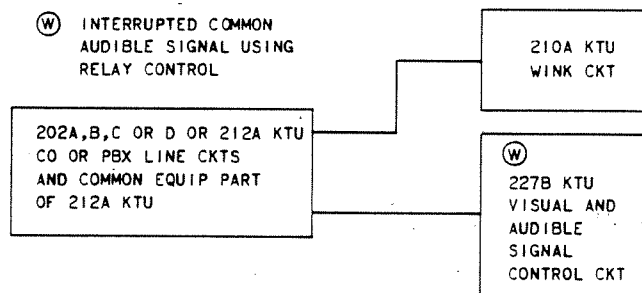 Ⓦ INTERRUPTED COMMON
AUDIBLE SIGNAL USING
RELAY CONTROL
210A KTU
WINK CKT
202A,B,C OR D OR 212A KTU
CO OR PBX LINE CKTS
AND COMMON EQUIP PART
OF 212A KTU
Ⓦ
227B KTU
VISUAL AND
AUDIBLE
SIGNAL
CONTROL CKT